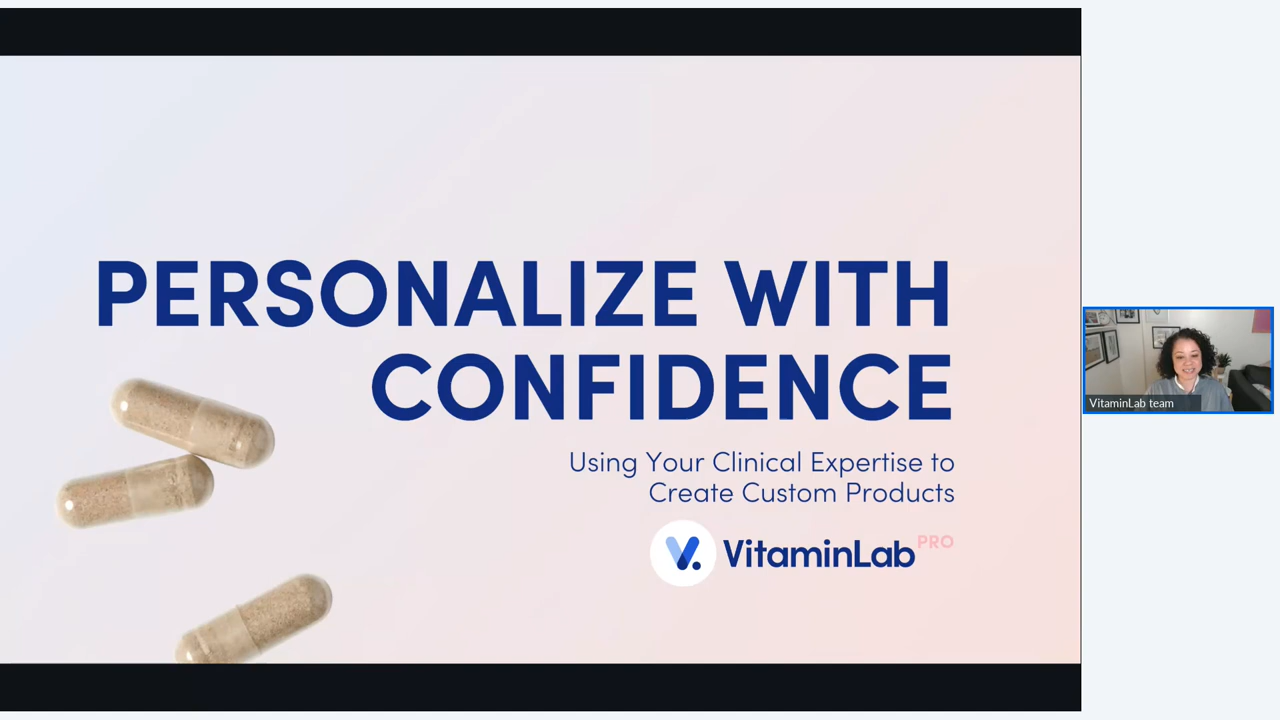 PERSONALIZE WITH
CONFIDENCE
Using Your Clinical Expertise to
Create Custom Products
V. VitaminLab PRO
VitaminLab team